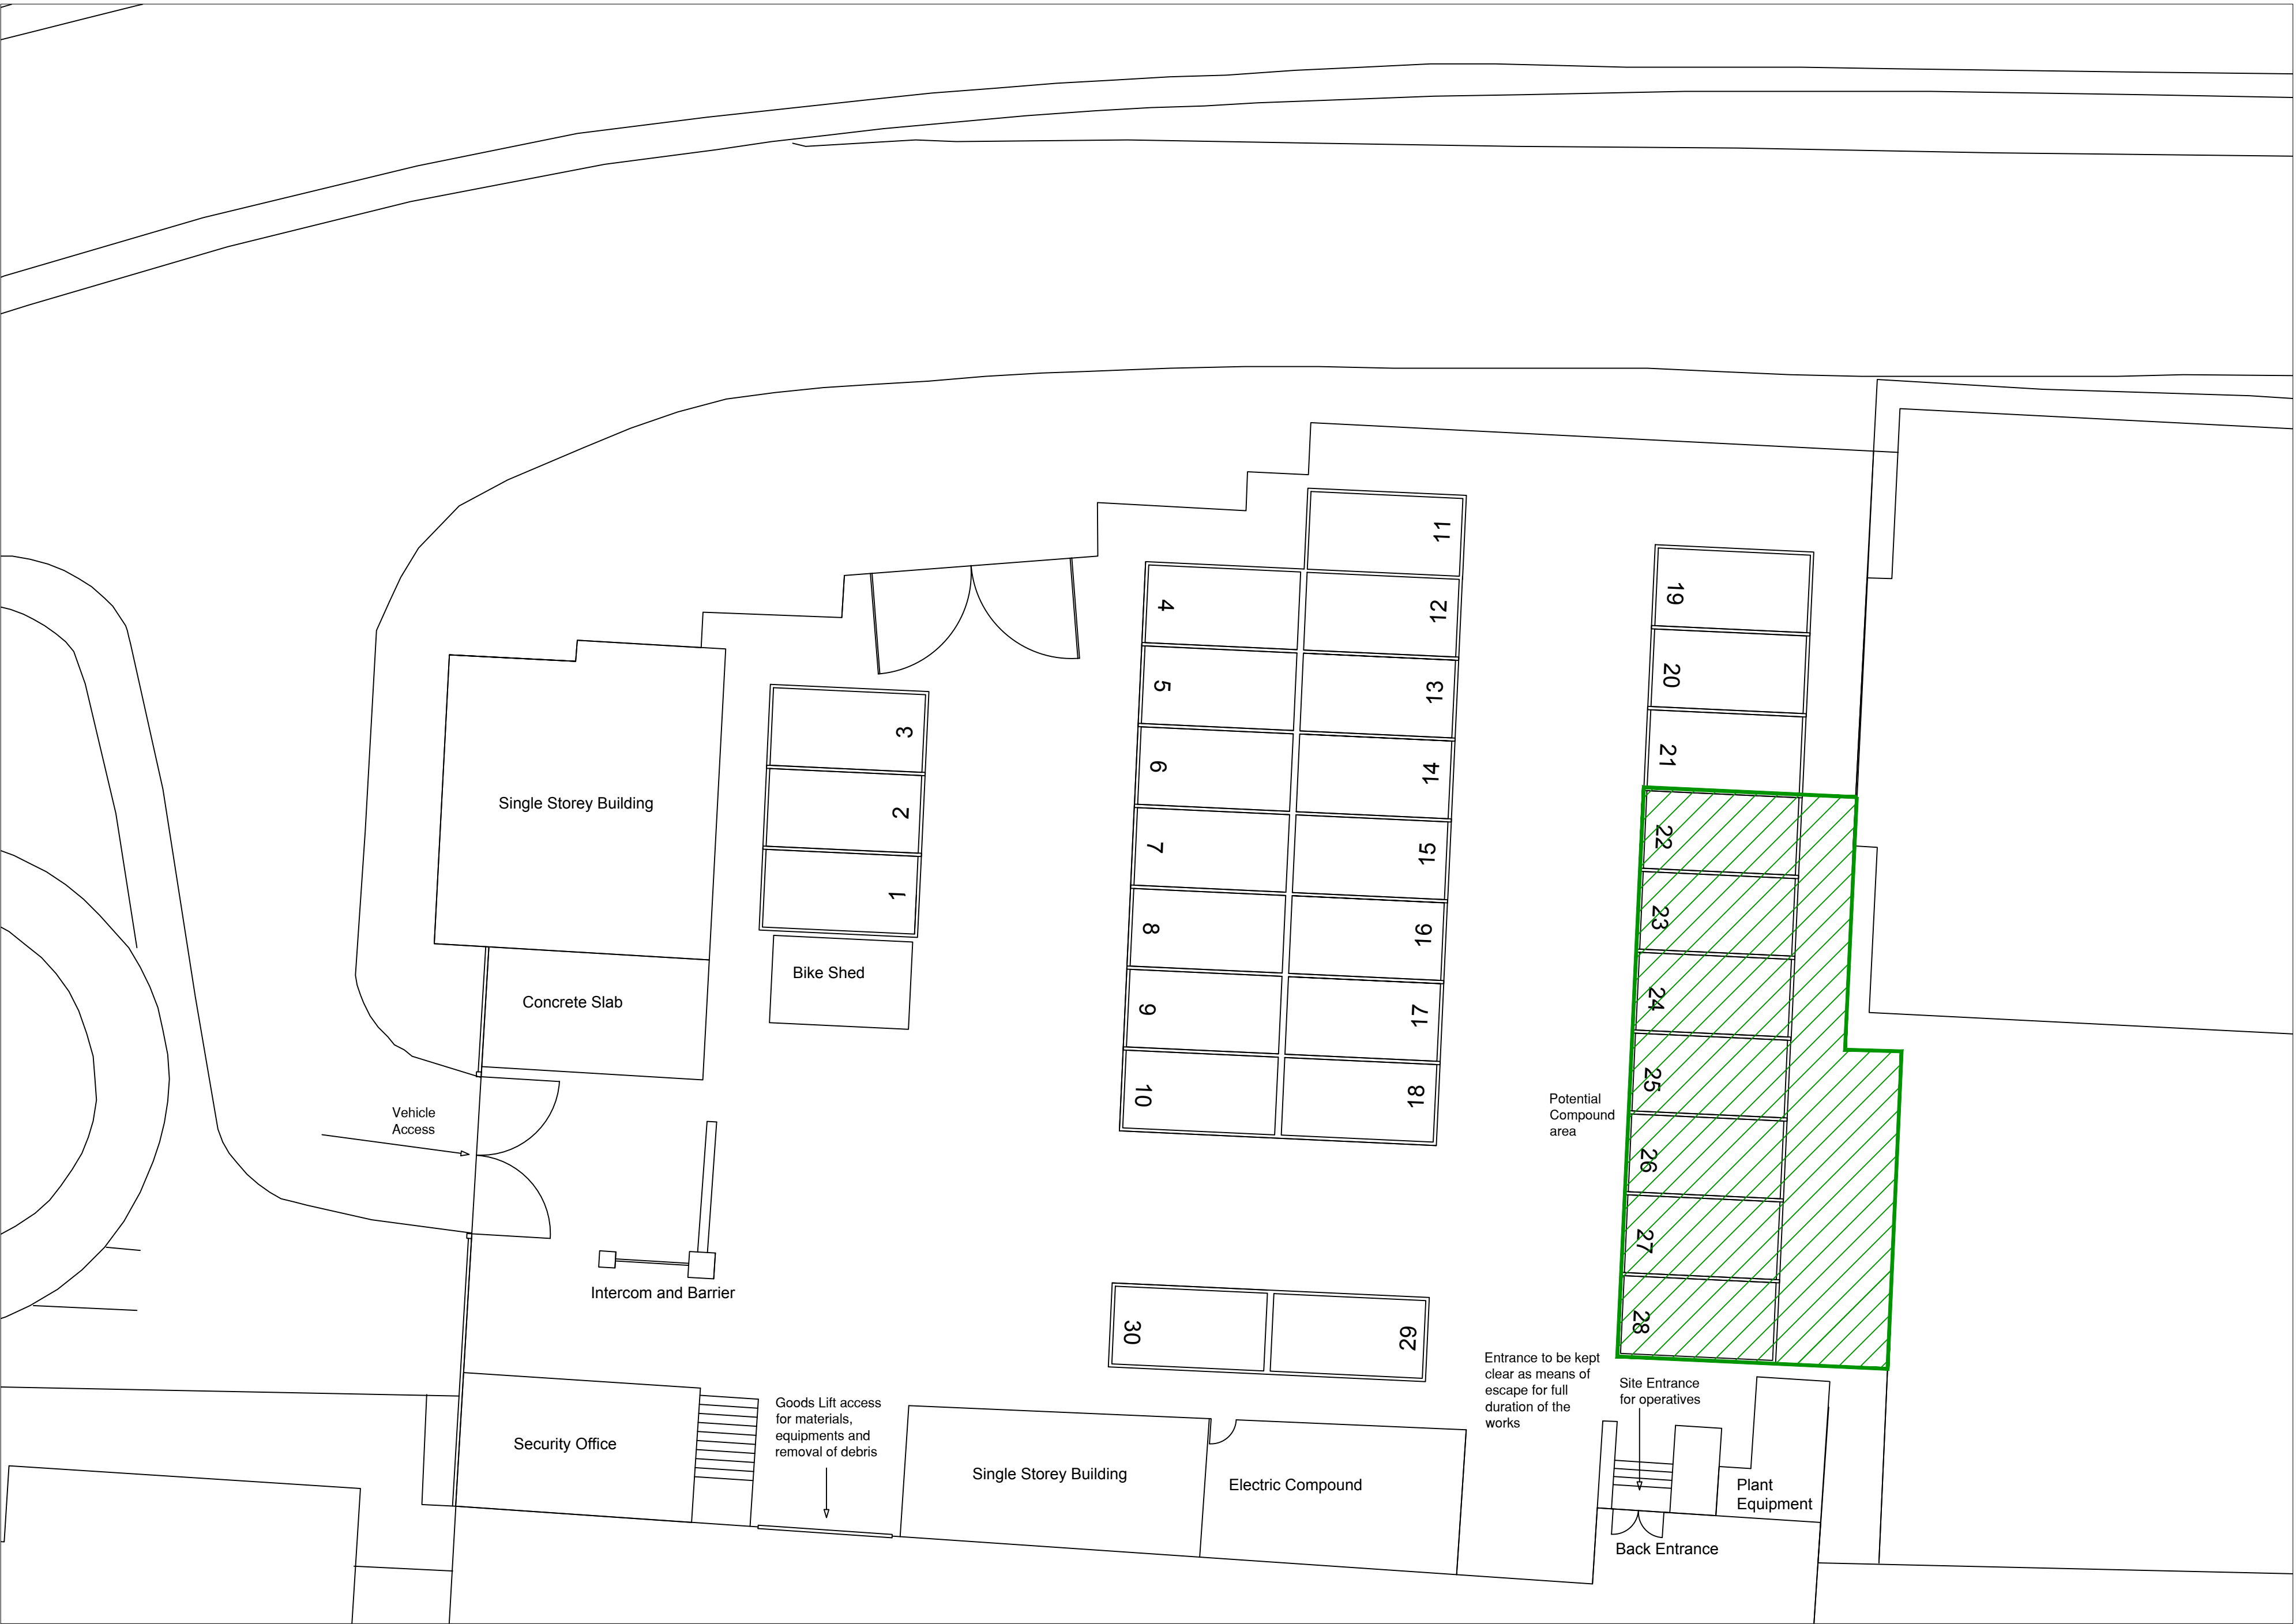 11
4
12
19
5
13
20
3
6
14
21
Single Storey Building
2
7
15
22
1
8
16
23
Bike Shed
Concrete Slab
9
17
24
10
18
25
Vehicle
Access
Potential
Compound
area
26
27
Intercom and Barrier
30
29
28
Entrance to be kept
clear as means of
escape for full
duration of the
works
Site Entrance
for operatives
Goods Lift access
for materials,
equipments and
removal of debris
Security Office
Single Storey Building
Electric Compound
Plant
Equipment
Back Entrance